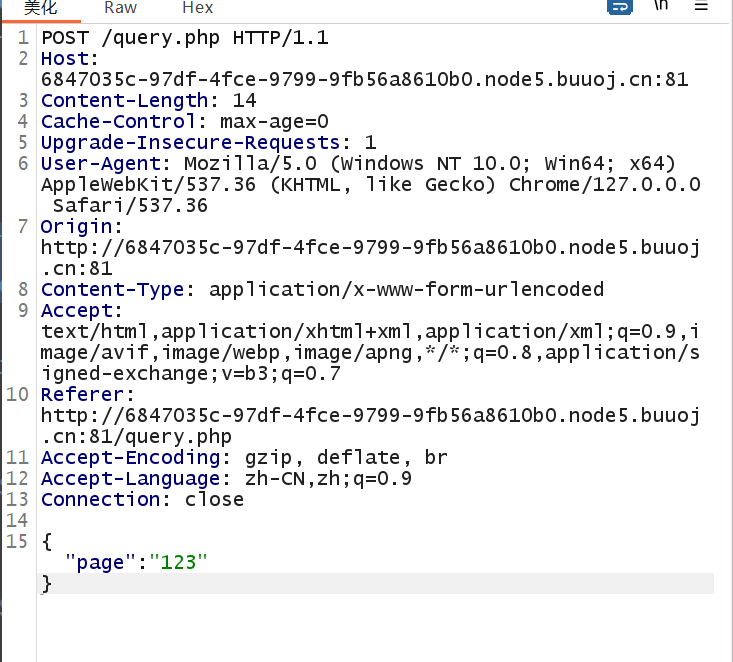 美化 Raw Hex \n
1 POST /query.php HTTP/1.1
2 Host:
6847035c-97df-4fce-9799-9fb56a8610b0.node5.buuoj.cn:81
3 Content-Length: 14
4 Cache-Control: max-age=0
5 Upgrade-Insecure-Requests: 1
6 User-Agent: Mozilla/5.0 (Windows NT 10.0; Win64; x64)
AppleWebKit/537.36 (KHTML, like Gecko) Chrome/127.0.0.0
Safari/537.36
7 Origin:
http://6847035c-97df-4fce-9799-9fb56a8610b0.node5.buuoj
.cn:81
8 Content-Type: application/x-www-form-urlencoded
9 Accept:
text/html,application/xhtml+xml,application/xml;q=0.9,i
mage/avif,image/webp,image/apng,*/*;q=0.8,application/s
igned-exchange;v=b3;q=0.7
10 Referer:
http://6847035c-97df-4fce-9799-9fb56a8610b0.node5.buuoj
.cn:81/query.php
11 Accept-Encoding: gzip, deflate, br
12 Accept-Language: zh-CN,zh;q=0.9
13 Connection: close
14
15 {
"page":"123"
}